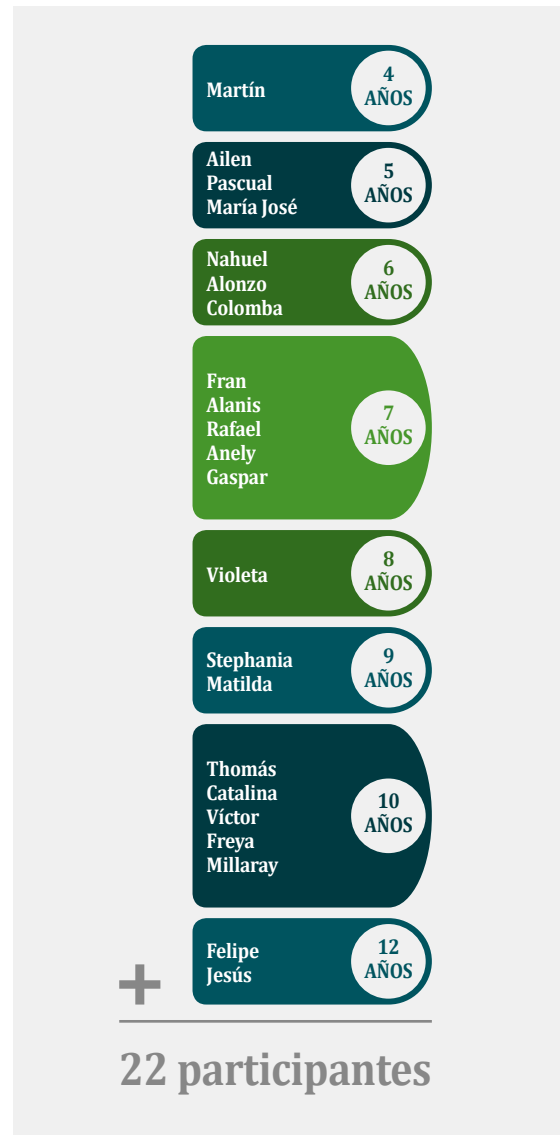 Martín
4
AÑOS
Ailen
Pascual
María José
5
AÑOS
Nahuel
Alonzo
Colomba
6
AÑOS
Fran
Alanis
Rafael
Anely
Gaspar
7
AÑOS
Violeta
8
AÑOS
Stephania
Matilda
9
AÑOS
Thomás
Catalina
Víctor
Freya
Millaray
10
AÑOS
Felipe
Jesús
12
AÑOS
+
22 participantes